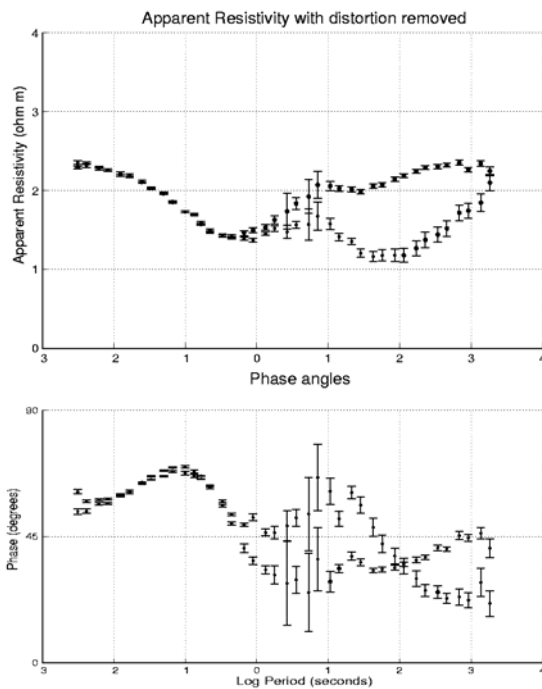 Apparent Resistivity with distortion removed
4
3
2
1
0
Apparent Resistivity (ohm m)
3 2 1 0 1 2 3 4
Phase angles
90
45
0
Phase (degrees)
3 2 1 0 1 2 3 4
Log Period (seconds)